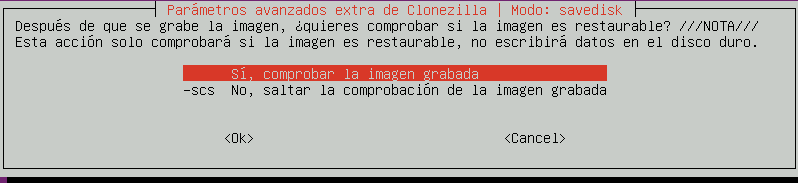 Parámetros avanzados extra de Clonezilla | Modo: savedisk
Después de que se grabe la imagen, ¿quieres comprobar si la imagen es restaurable? ///NOTA///
Esta acción solo comprobará si la imagen es restaurable, no escribirá datos en el disco duro.
Sí, comprobar la imagen grabada
-scs No, saltar la comprobación de la imagen grabada
<Ok> <Cancel>